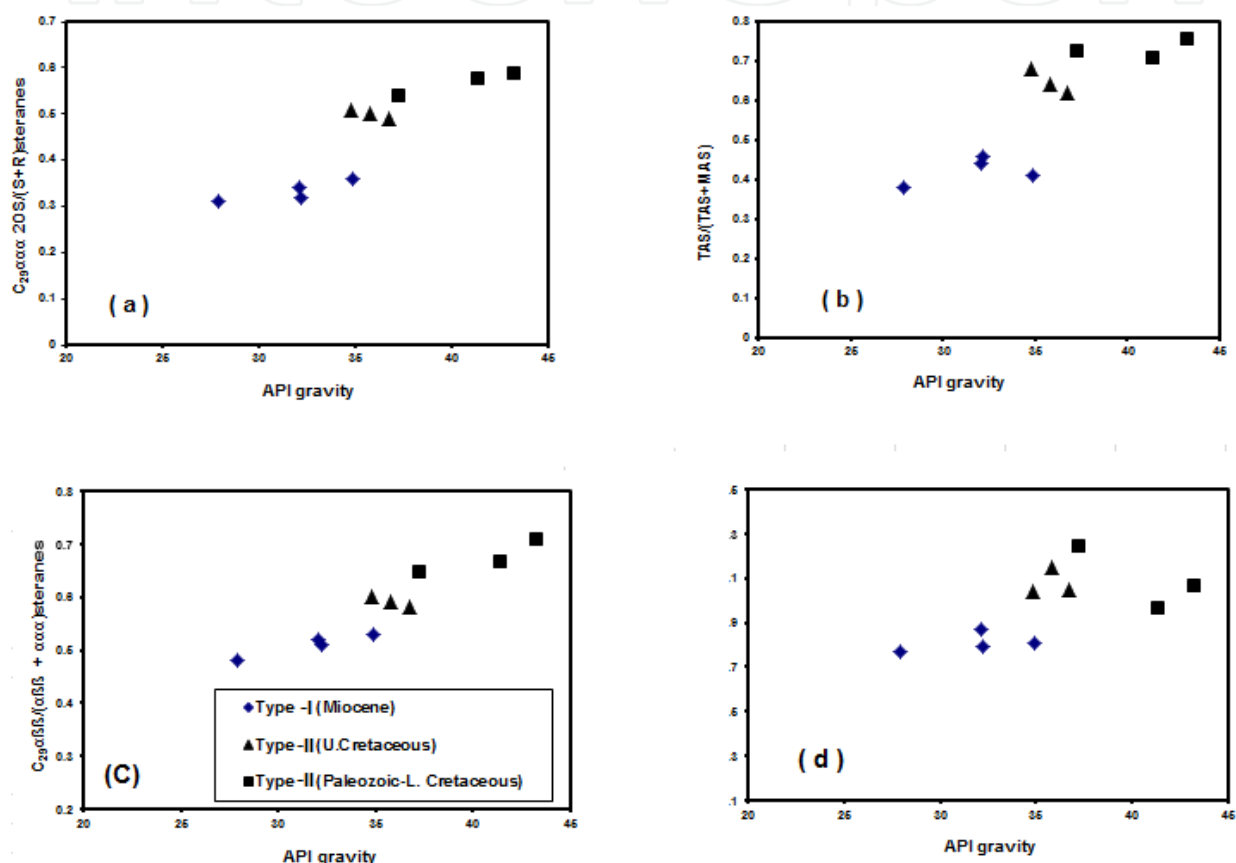 0.7
0.6
0.5
0.4
0.3
0.2
0.1
0
C₂₉ααα 20S/(S+R)steranes
( a )
20 25 30 35 40 45
API gravity
0.8
0.7
0.6
0.5
0.4
0.3
0.2
0.1
0
TAS/(TAS+MAS)
( b )
20 25 30 35 40 45
API gravity
0.8
0.7
0.6
0.5
0.4
0.3
0.2
C₂₉αßß/(αßß + ααα)steranes
Type -I (Miocene)
Type-II(U.Cretaceous)
Type-II (Paleozoic-L. Cretaceous)
(C)
20 25 30 35 40 45
API gravity
.5
.3
.1
.9
.7
.5
.3
.1
( d )
20 25 30 35 40 45
API gravity